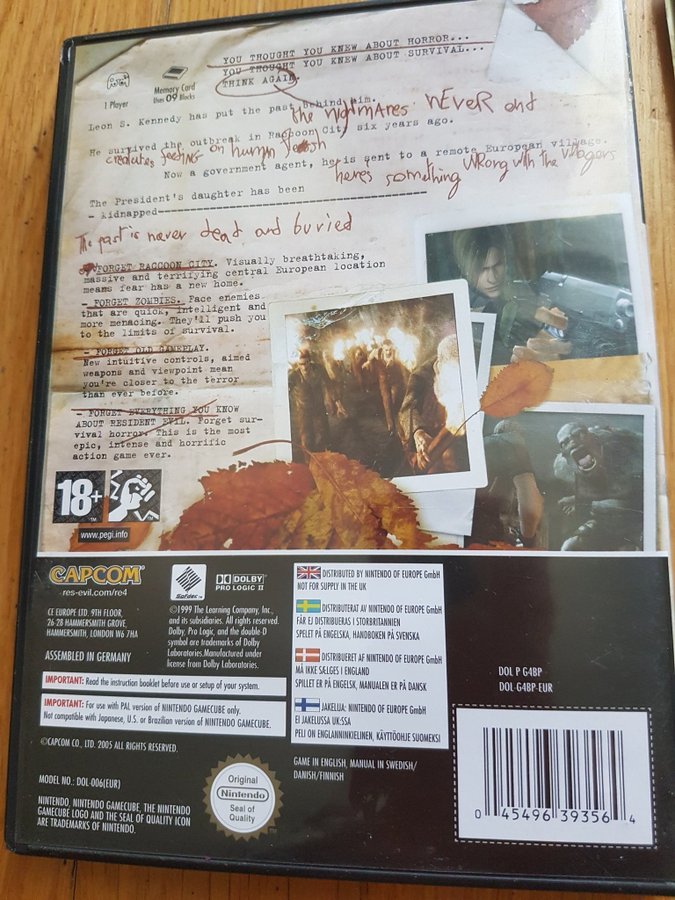 YOU THOUGHT YOU KNEW ABOUT HORROR...
YOU THOUGHT YOU KNEW ABOUT SURVIVAL...
THINK AGAIN.
1 Player
Memory Card
uses 09 Blocks
Leon S. Kennedy has put the past behind him.
the nightmares never end
He survived the outbreak in Raccoon City six years ago.
creatures feeding on human flesh
Now a government agent, he is sent to a remote European village.
heres something wrong with the villagers
The President's daughter has been
- kidnapped
The past is never dead and buried
FORGET RACCOON CITY. Visually breathtaking,
massive and terrifying central European location
means fear has a new home.
- FORGET ZOMBIES. Face enemies
that are quick, intelligent and
more menacing. They'll push you
to the limits of survival.
- FORGET OLD GAMEPLAY.
New intuitive controls, aimed
weapons and viewpoint mean
you're closer to the terror
than ever before.
- FORGET EVERYTHING YOU KNOW
ABOUT RESIDENT EVIL. Forget sur-
vival horror. This is the most
epic, intense and horrific
action game ever.
18+
www.pegi.info
CAPCOM
res-evil.com/re4
CE EUROPE LTD. 9TH FLOOR,
26-28 HAMMERSMITH GROVE,
HAMMERSMITH, LONDON W6 7HA
ASSEMBLED IN GERMANY
Sofdec
DOLBY
PRO LOGIC II
©1999 The Learning Company, Inc.,
and its subsidiaries. All rights reserved.
Dolby, Pro Logic, and the double-D
symbol are trademarks of Dolby
Laboratories.Manufactured under
license from Dolby Laboratories.
IMPORTANT: Read the instruction booklet before use or setup of your system.
IMPORTANT: For use with PAL version of NINTENDO GAMECUBE only.
Not compatible with Japanese, U.S. or Brazilian version of NINTENDO GAMECUBE.
©CAPCOM CO., LTD. 2005 ALL RIGHTS RESERVED.
MODEL NO.: DOL-006(EUR)
NINTENDO, NINTENDO GAMECUBE, THE NINTENDO
GAMECUBE LOGO AND THE SEAL OF QUALITY ICON
ARE TRADEMARKS OF NINTENDO.
Original
Nintendo
Seal of
Quality
DISTRIBUTED BY NINTENDO OF EUROPE GmbH
NOT FOR SUPPLY IN THE UK
DISTRIBUTERAT AV NINTENDO OF EUROPE GmbH
FÅR EJ DISTRIBUERAS I STORBRITANNIEN
SPELET PÅ ENGELSKA, HANDBOKEN PÅ SVENSKA
DISTRIBUERET AF NINTENDO OF EUROPE GmbH
MÅ IKKE SÆLGES I ENGLAND
SPILLET ER PÅ ENGELSK, MANUALEN ER PÅ DANSK
JAKELIJA: NINTENDO OF EUROPE GmbH
EI JAKELUSSA UK:SSA
PELI ON ENGLANNINKIELINEN, KÄYTTÖOHJE SUOMEKSI
GAME IN ENGLISH, MANUAL IN SWEDISH/
DANISH/FINNISH
DOL P G4BP
DOL-G4BP-EUR
0 45496 39356 4